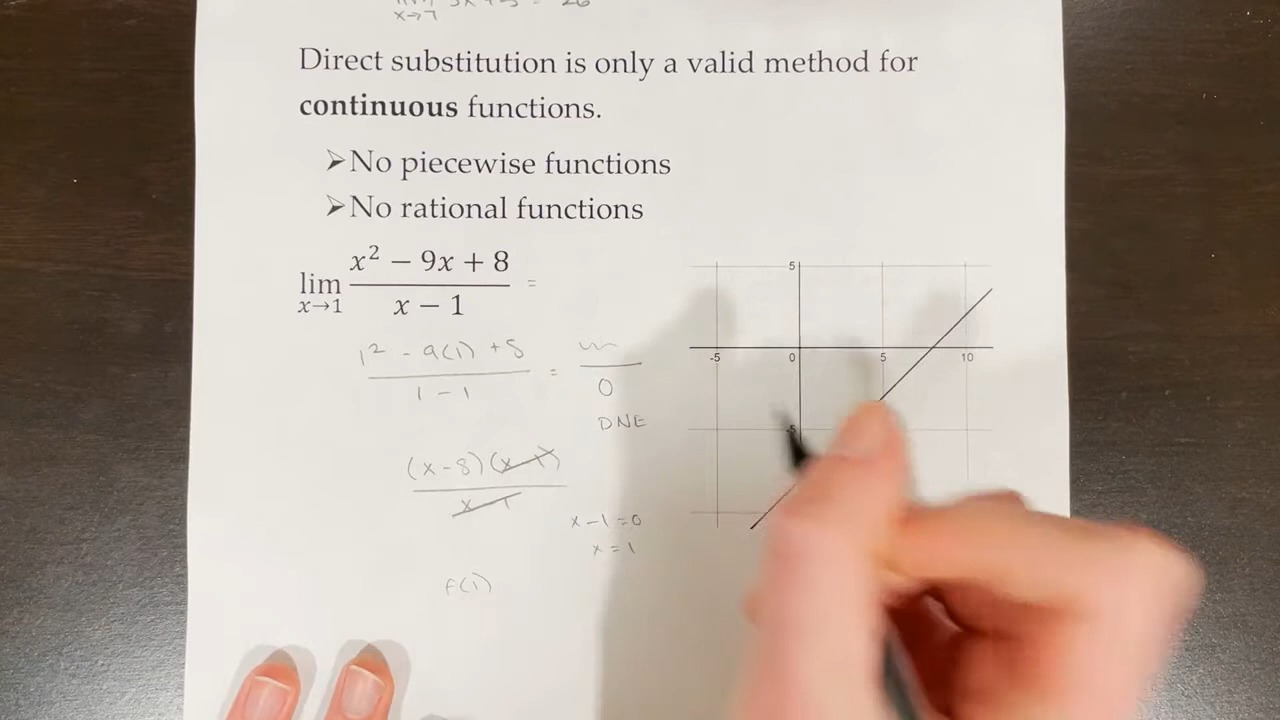 x→7
Direct substitution is only a valid method for
continuous functions.
➢No piecewise functions
➢No rational functions
lim x→1 (x² − 9x + 8)/(x − 1) =
1² - 9(1) + 8
1 - 1
=
0
DNE
(x-8)(x-1)
x-1
x-1=0
x=1
f(1)
5
-5 0 5 10
-5